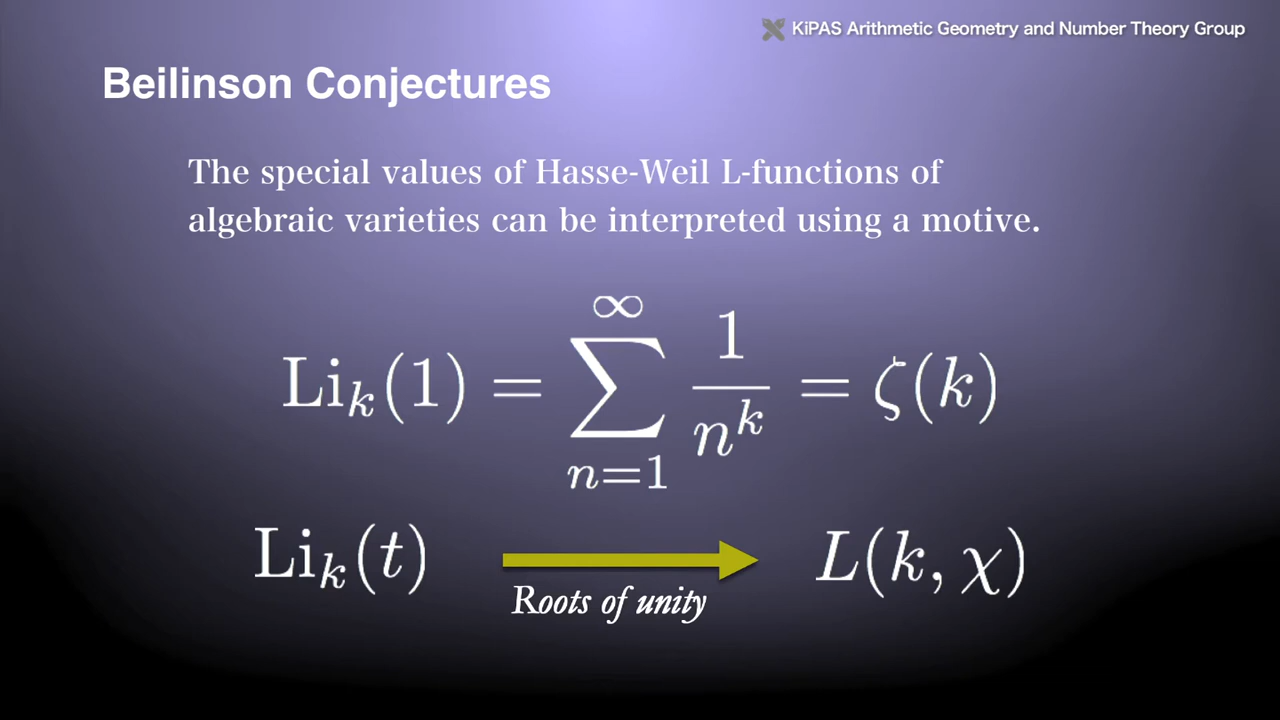 KiPAS Arithmetic Geometry and Number Theory Group
Beilinson Conjectures
The special values of Hasse-Weil L-functions of
algebraic varieties can be interpreted using a motive.
Li_k(1) = ∑_{n=1}^{∞} 1/n^k = ζ(k)
Li_k(t) L(k, χ)
Roots of unity